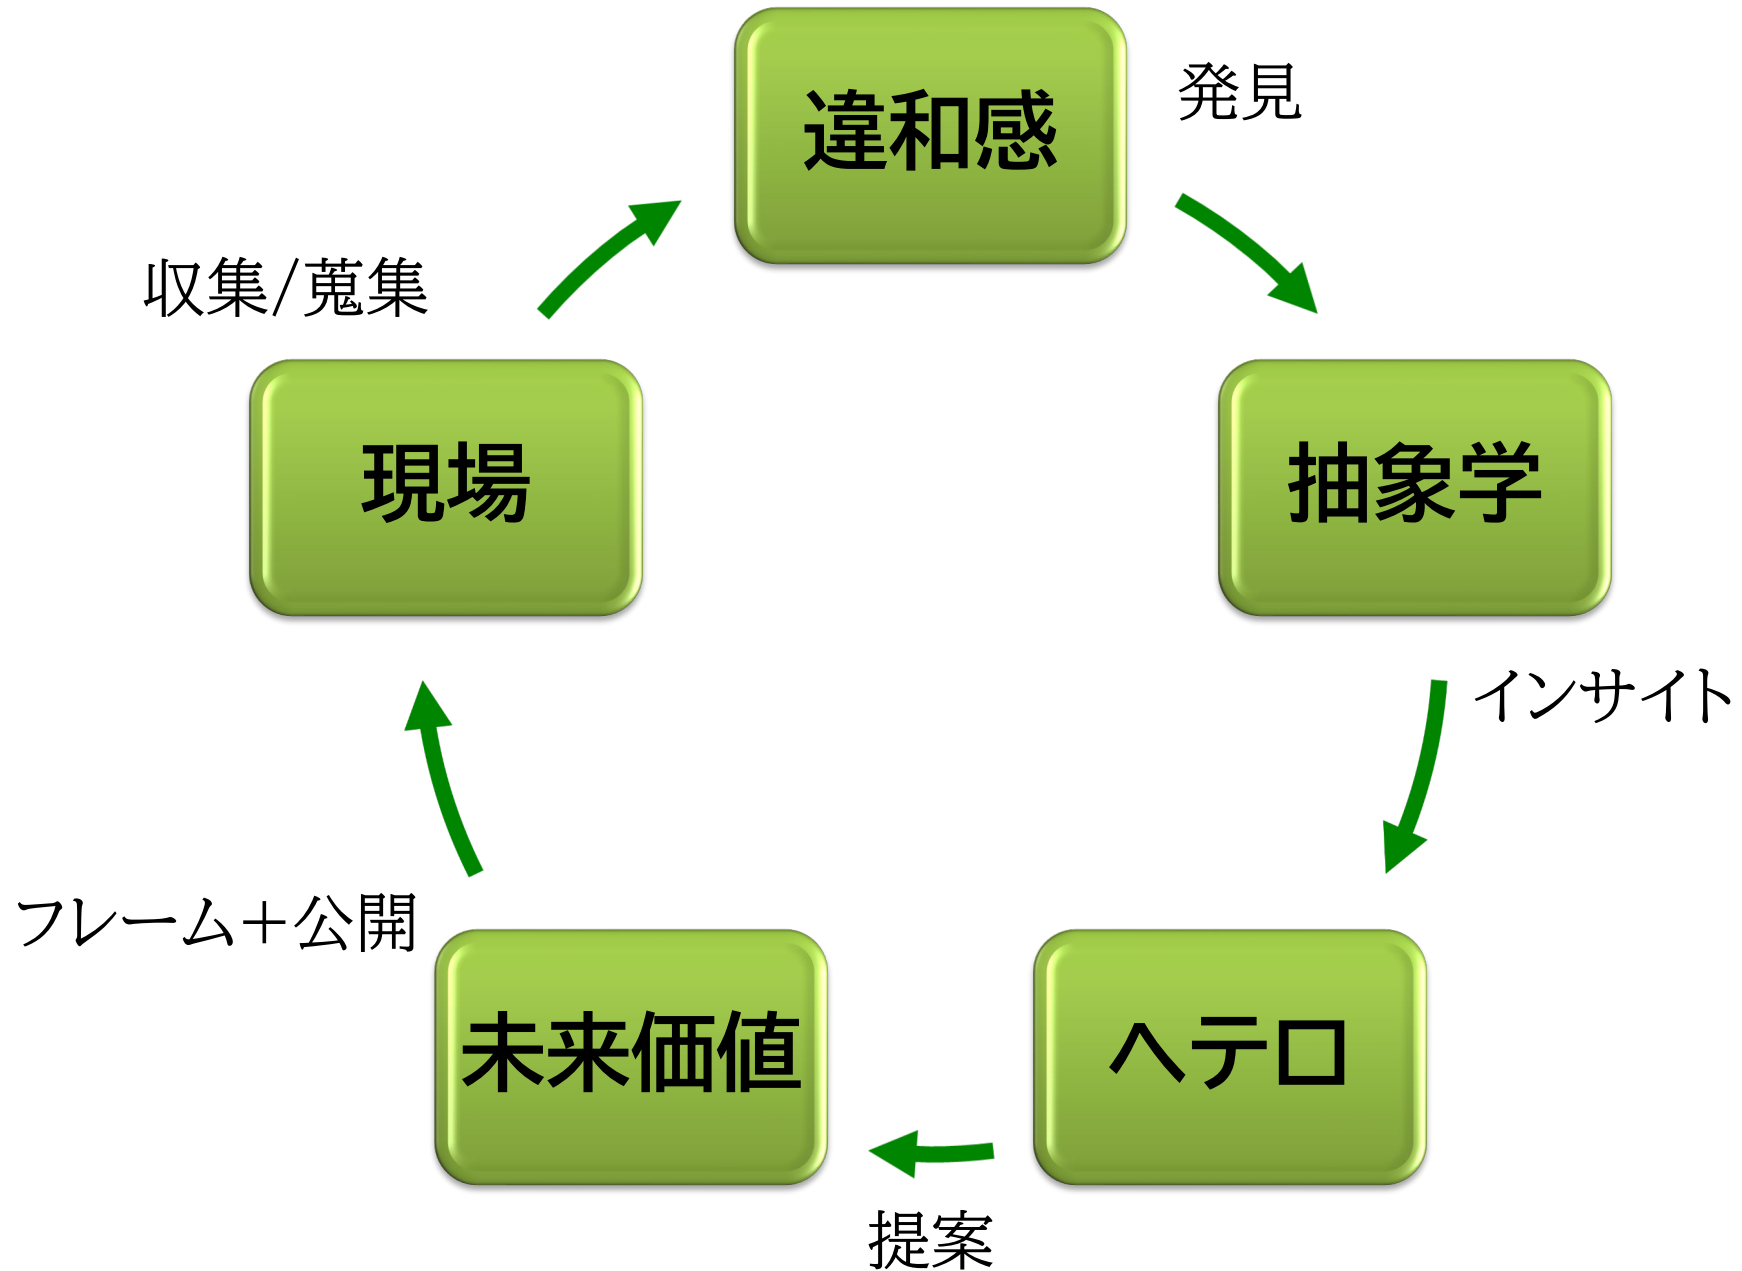 違和感
発見
収集/蒐集
現場
抽象学
インサイト
フレーム＋公開
未来価値
ヘテロ
提案